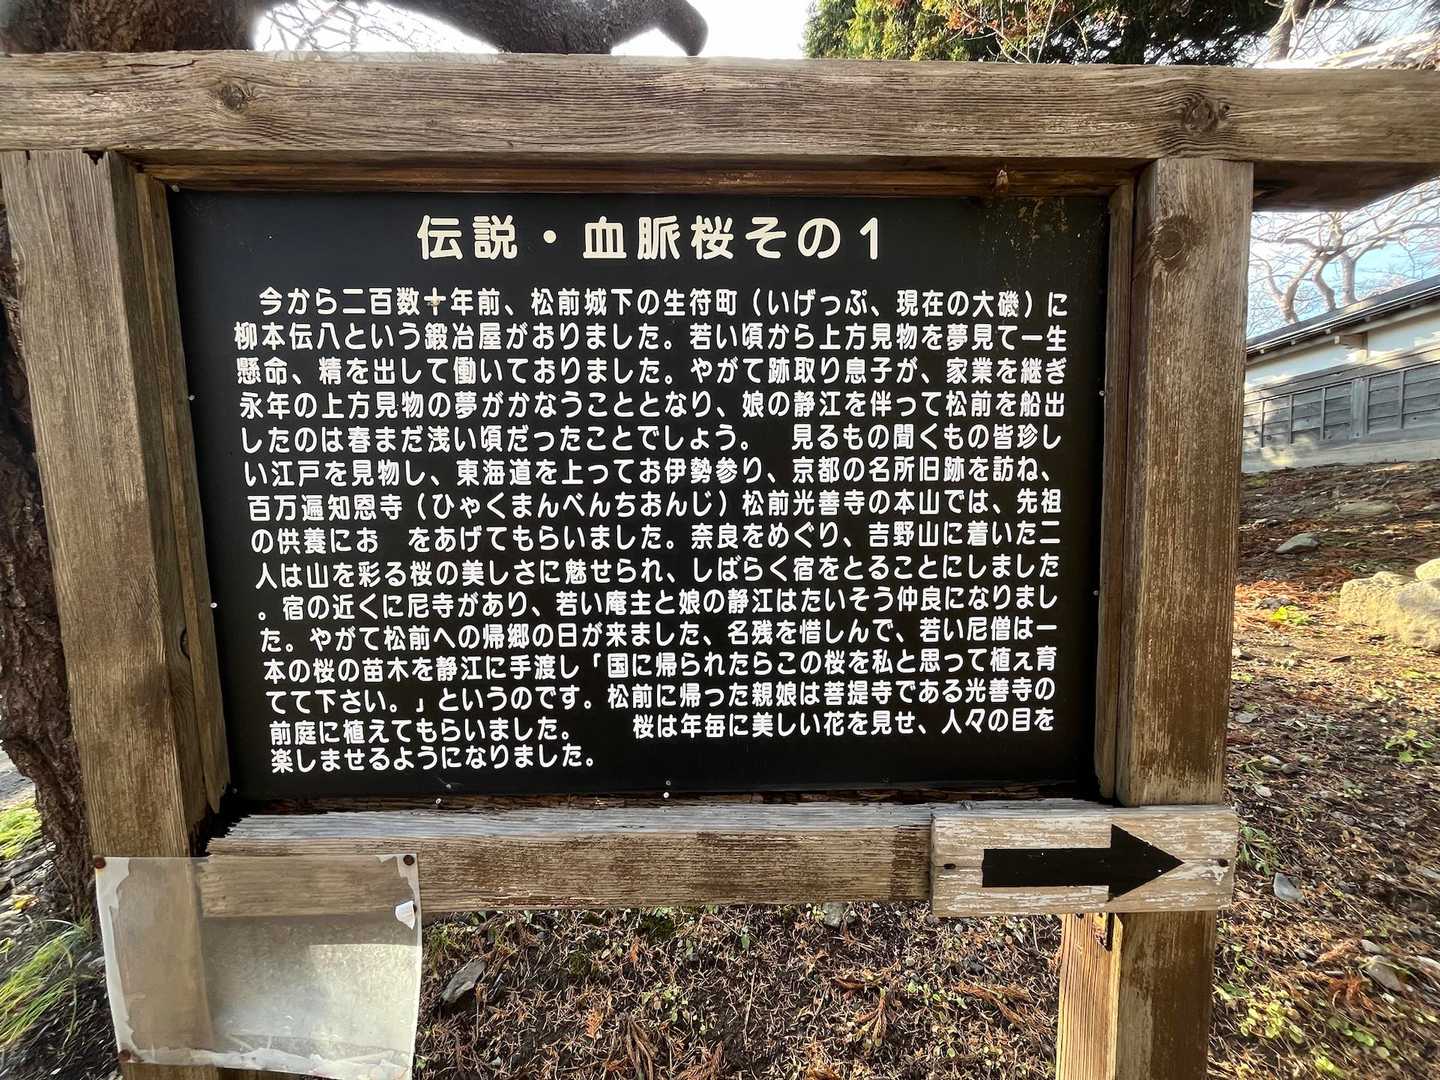 伝説・血脈桜その1
今から二百数十年前、松前城下の生符町（いげっぷ、現在の大磯）に
柳本伝八という鍛冶屋がおりました。若い頃から上方見物を夢見て一生
懸命、精を出して働いておりました。やがて跡取り息子が、家業を継ぎ
永年の上方見物の夢がかなうこととなり、娘の静江を伴って松前を船出
したのは春まだ浅い頃だったことでしょう。　見るもの聞くもの皆珍し
い江戸を見物し、東海道を上ってお伊勢参り、京都の名所旧跡を訪ね、
百万遍知恩寺（ひゃくまんべんちおんじ）松前光善寺の本山では、先祖
の供養にお　をあげてもらいました。奈良をめぐり、吉野山に着いた二
人は山を彩る桜の美しさに魅せられ、しばらく宿をとることにしました
。宿の近くに尼寺があり、若い庵主と娘の静江はたいそう仲良になりまし
た。やがて松前への帰郷の日が来ました、名残を惜しんで、若い尼僧は一
本の桜の苗木を静江に手渡し「国に帰られたらこの桜を私と思って植え育
てて下さい。」というのです。松前に帰った親娘は菩提寺である光善寺の
前庭に植えてもらいました。　　桜は年毎に美しい花を見せ、人々の目を
楽しませるようになりました。